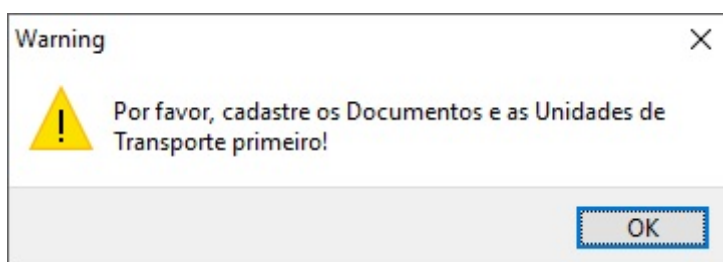 Warning
Por favor, cadastre os Documentos e as Unidades de
Transporte primeiro!
OK